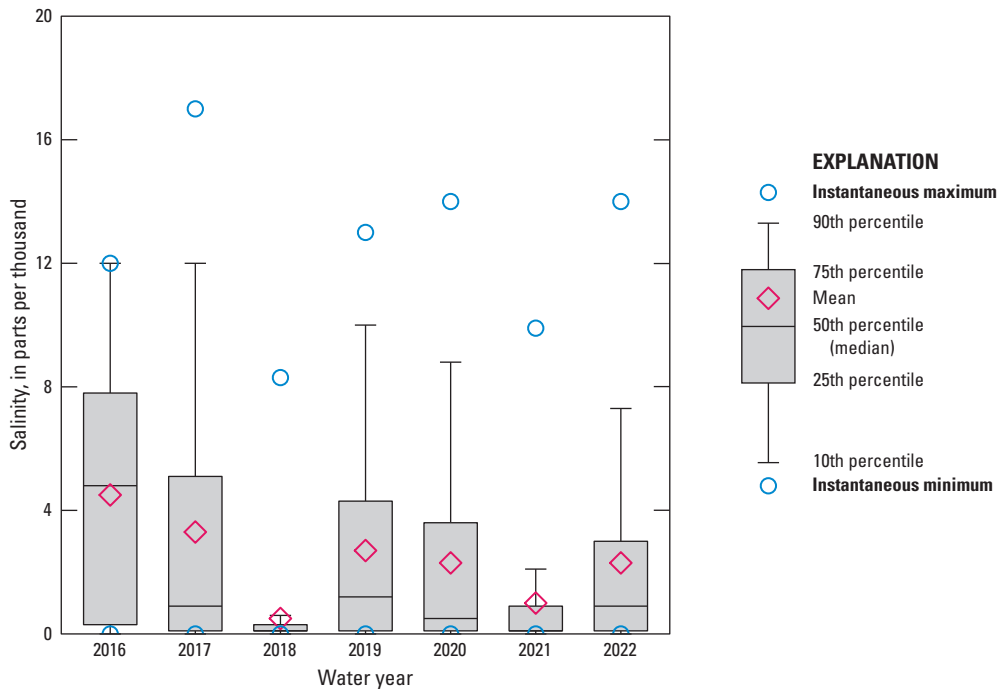 20
16
12
8
4
0
Salinity, in parts per thousand
2016 2017 2018 2019 2020 2021 2022
Water year
EXPLANATION
Instantaneous maximum
90th percentile
75th percentile
Mean
50th percentile
(median)
25th percentile
10th percentile
Instantaneous minimum